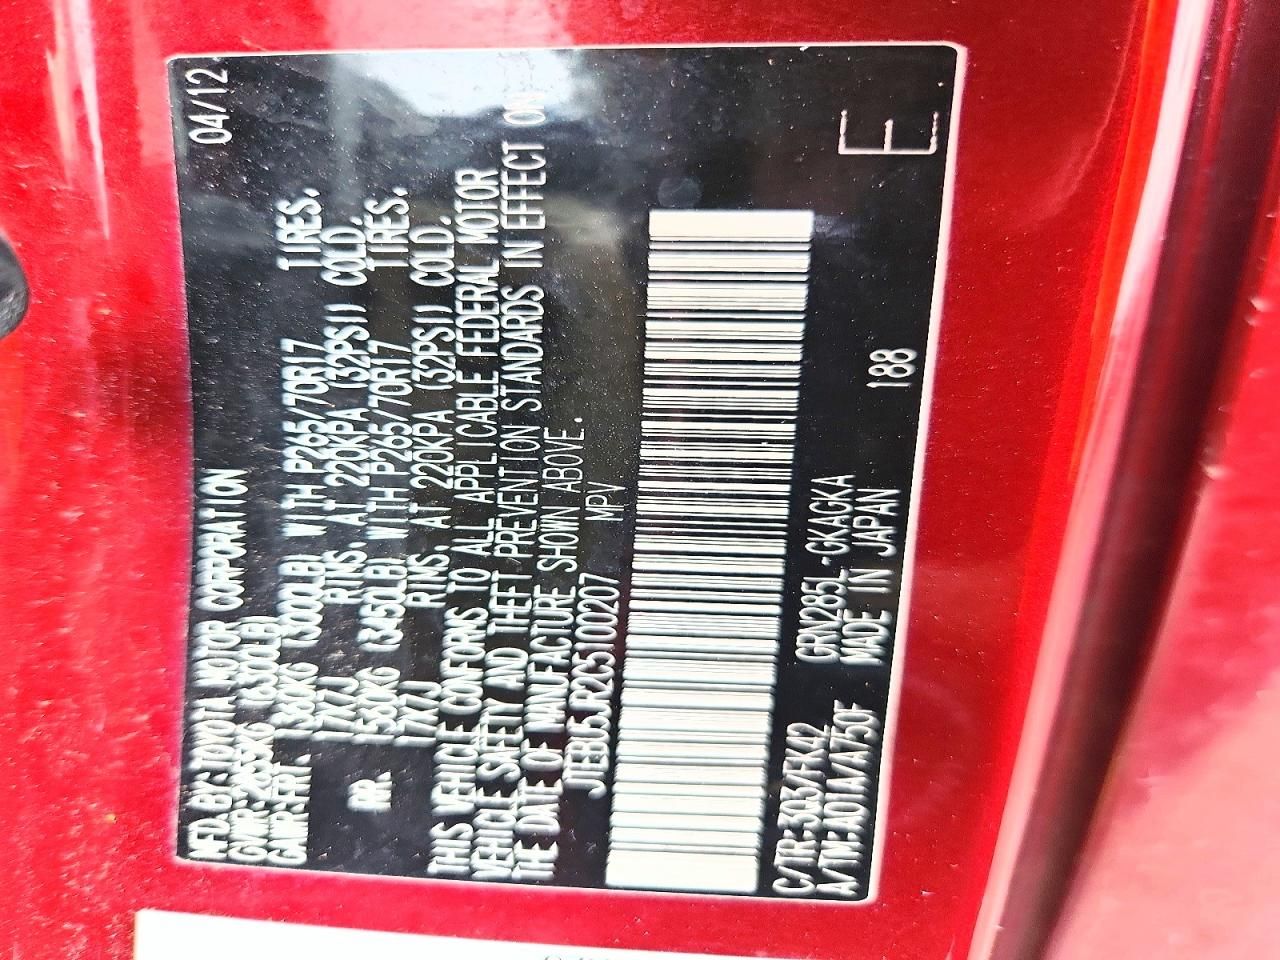 MFD. BY: TOYOTA MOTOR CORPORATION 04/12
GVWR: 2855KG (6300LB)
GAWR: FRT. 1360KG (3000LB) WITH P265/70R17 TIRES.
17X7J RIMS. AT 220KPA (32PSI) COLD.
RR. 1565KG (3450LB) WITH P265/70R17 TIRES.
17X7J RIMS. AT 220KPA (32PSI) COLD.
THIS VEHICLE CONFORMS TO ALL APPLICABLE FEDERAL MOTOR
VEHICLE SAFETY AND THEFT PREVENTION STANDARDS IN EFFECT ON
THE DATE OF MANUFACTURE SHOWN ABOVE.
JTEBU5JR2C5100207 MPV
C/TR: 3Q3/FK42 GRN285L-GKAGKA 188
A/TM: A01A/A750F MADE IN JAPAN E